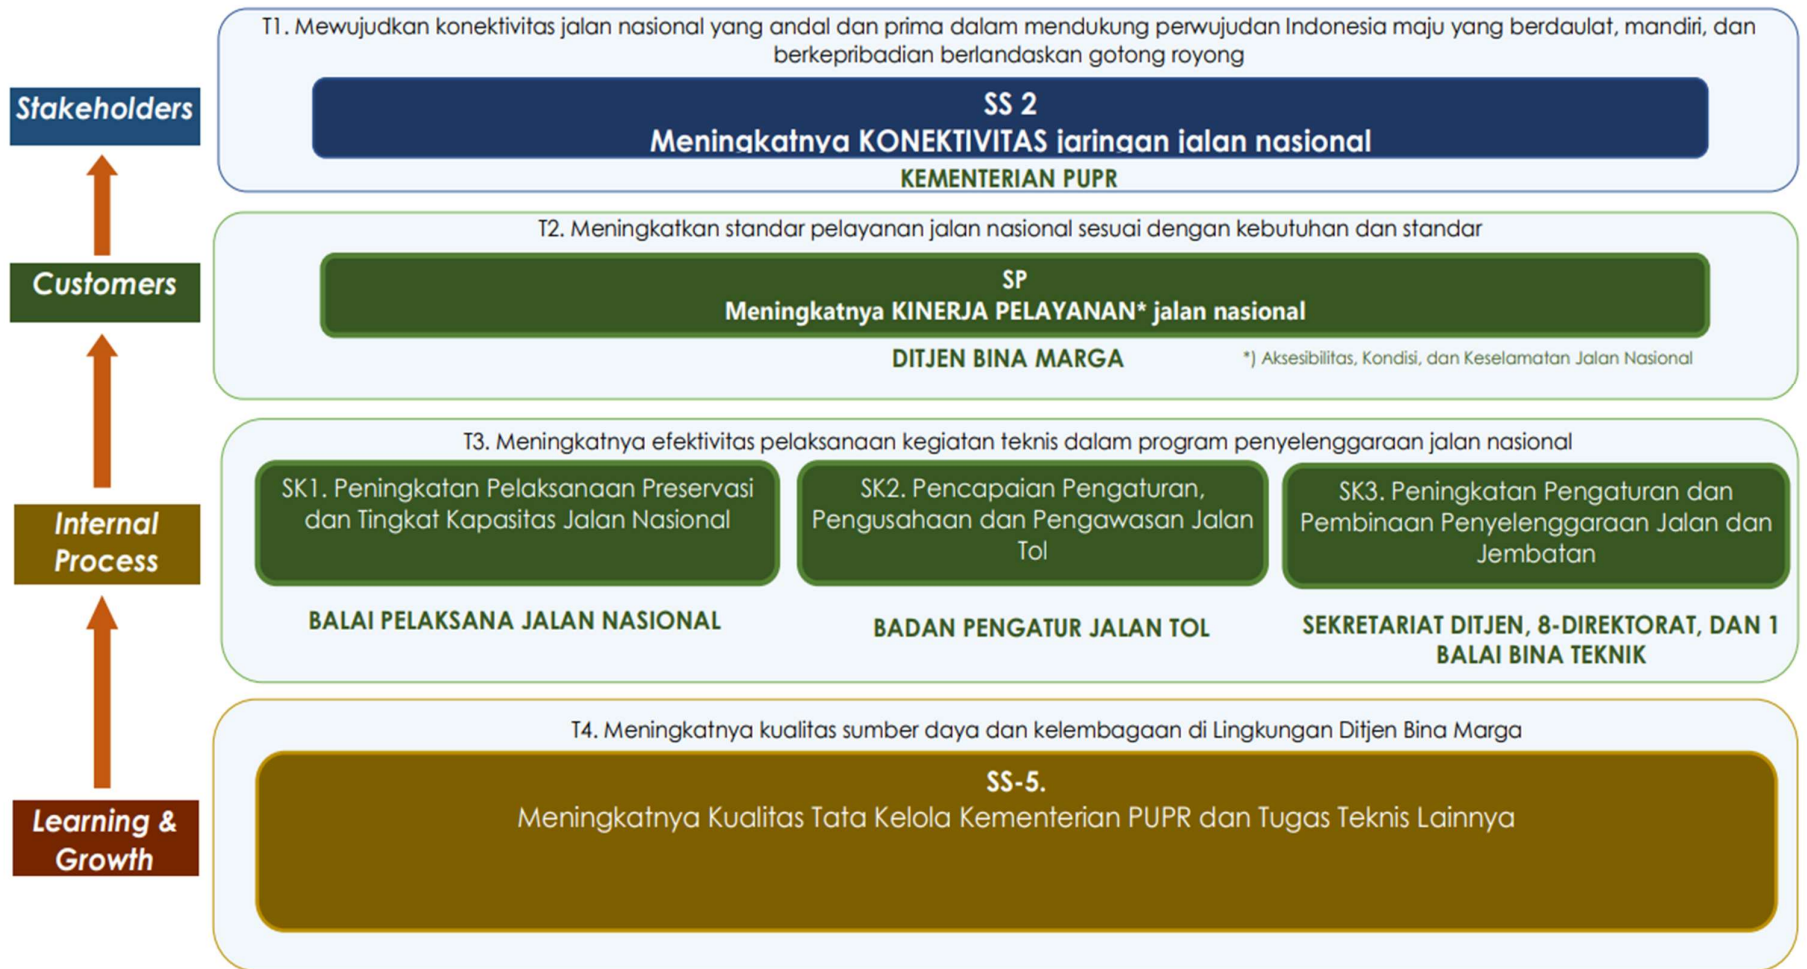 T1. Mewujudkan konektivitas jalan nasional yang andal dan prima dalam mendukung perwujudan Indonesia maju yang berdaulat, mandiri, dan
berkepribadian berlandaskan gotong royong
Stakeholders
SS 2
Meningkatnya KONEKTIVITAS jaringan jalan nasional
KEMENTERIAN PUPR
T2. Meningkatkan standar pelayanan jalan nasional sesuai dengan kebutuhan dan standar
Customers
SP
Meningkatnya KINERJA PELAYANAN* jalan nasional
DITJEN BINA MARGA
*) Aksesibilitas, Kondisi, dan Keselamatan Jalan Nasional
T3. Meningkatnya efektivitas pelaksanaan kegiatan teknis dalam program penyelenggaraan jalan nasional
Internal
Process
SK1. Peningkatan Pelaksanaan Preservasi
dan Tingkat Kapasitas Jalan Nasional
BALAI PELAKSANA JALAN NASIONAL
SK2. Pencapaian Pengaturan,
Pengusahaan dan Pengawasan Jalan
Tol
BADAN PENGATUR JALAN TOL
SK3. Peningkatan Pengaturan dan
Pembinaan Penyelenggaraan Jalan dan
Jembatan
SEKRETARIAT DITJEN, 8-DIREKTORAT, DAN 1
BALAI BINA TEKNIK
T4. Meningkatnya kualitas sumber daya dan kelembagaan di Lingkungan Ditjen Bina Marga
Learning &
Growth
SS-5.
Meningkatnya Kualitas Tata Kelola Kementerian PUPR dan Tugas Teknis Lainnya